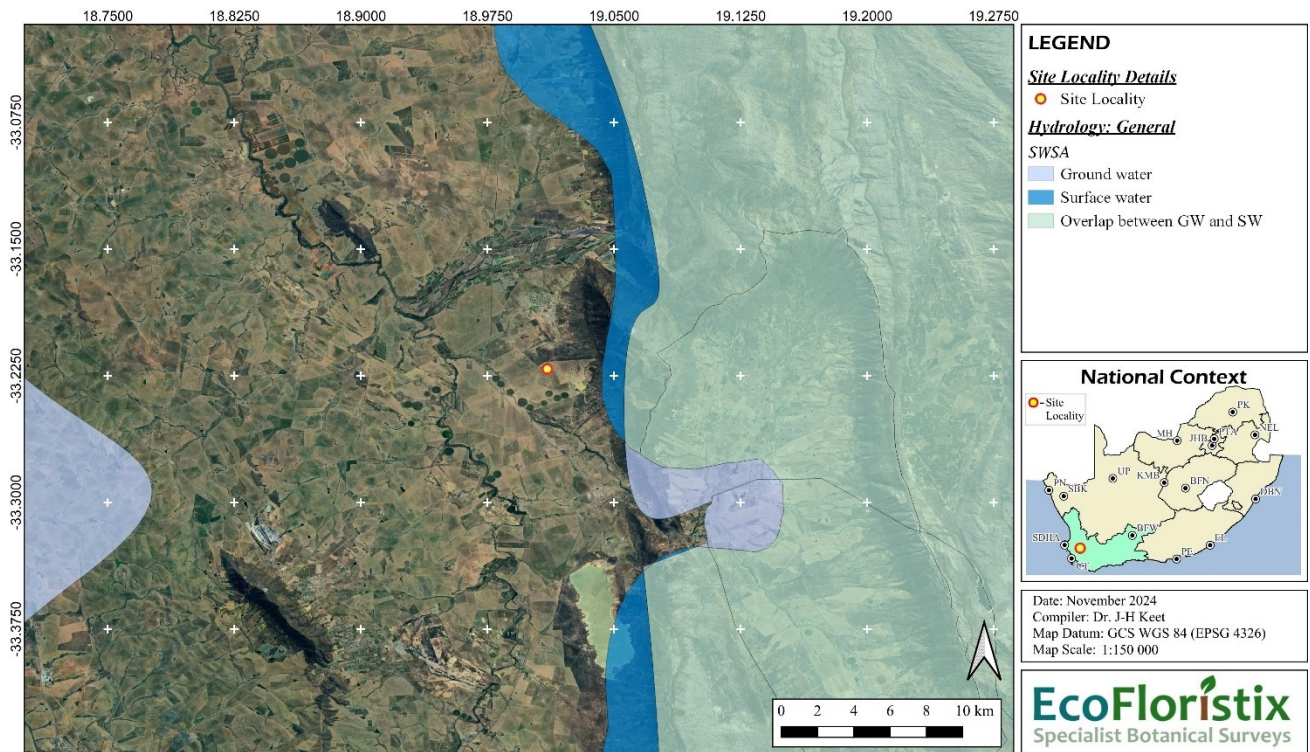 18.7500 18.8250 18.9000 18.9750 19.0500 19.1250 19.2000 19.2750
-33.0750
-33.1500
-33.2250
-33.3000
-33.3750
0 2 4 6 8 10 km
LEGEND
Site Locality Details
Site Locality
Hydrology: General
SWSA
Ground water
Surface water
Overlap between GW and SW
National Context
- Site
Locality
PK
MH
JHB
PTA
NEL
UP
KMB
BFN
PN
SBK
DBN
BFW
SDHA
EL
PE
CT
Date: November 2024
Compiler: Dr. J-H Keet
Map Datum: GCS WGS 84 (EPSG 4326)
Map Scale: 1:150 000
EcoFloristix
Specialist Botanical Surveys